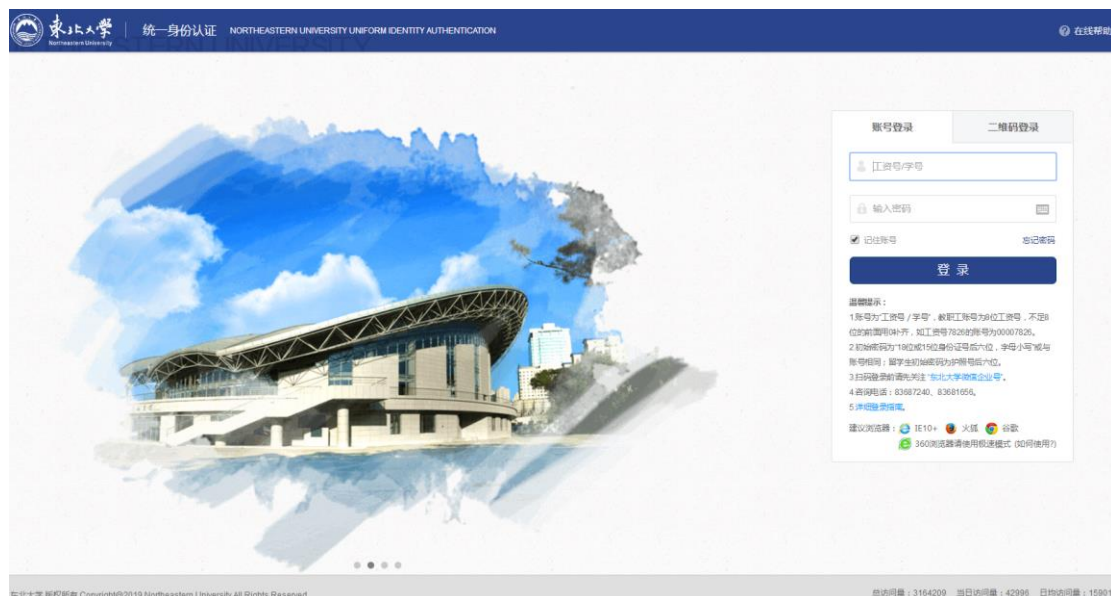 東北大学 统一身份认证 NORTHEASTERN UNIVERSITY UNIFORM IDENTITY AUTHENTICATION 在线帮助
Northeastern University
STERN UNIVERSITY
账号登录 二维码登录
工资号/学号
输入密码
记住账号 忘记密码
登 录
温馨提示:
1.账号为“工资号 / 学号”,教职工账号为8位工资号,不足8
位的前面用0补齐,如工资号7826的账号为00007826。
2.初始密码为“18位或15位身份证号后六位,字母小写”或与
账号相同;留学生初始密码为护照号后六位。
3.扫码登录前请先关注 “东北大学微信企业号”。
4.咨询电话:83687240、83681656。
5.详细登录指南。
建议浏览器: IE10+ 火狐 谷歌
360浏览器请使用极速模式 (如何使用?)
东北大学 版权所有 Copyright@2019 Northeastern University All Rights Reserved 总访问量:3164209 当日访问量:42996 日均访问量:15901